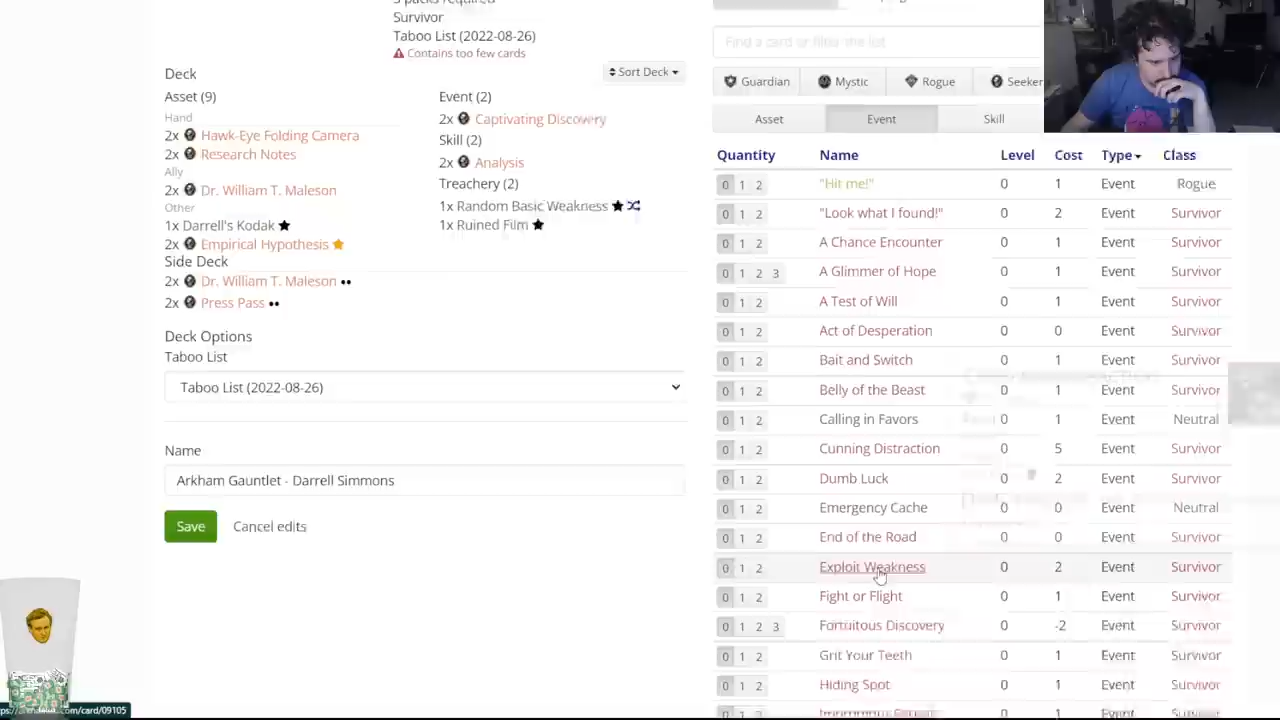 Survivor
Taboo List (2022-08-26)
Contains too few cards
Sort Deck
Deck
Asset (9)
Hand
2x Hawk-Eye Folding Camera
2x Research Notes
Ally
2x Dr. William T. Maleson
Other
1x Darrell's Kodak
2x Empirical Hypothesis
Side Deck
2x Dr. William T. Maleson
2x Press Pass
Event (2)
2x Captivating Discovery
Skill (2)
2x Analysis
Treachery (2)
1x Random Basic Weakness
1x Ruined Film
Deck Options
Taboo List
Taboo List (2022-08-26)
Name
Arkham Gauntlet - Darrell Simmons
Save Cancel edits
Find a card or filter the list
Guardian Mystic Rogue Seeker
Asset Event Skill
Quantity Name Level Cost Type Class
0 1 2 "Hit me!" 0 1 Event Rogue
0 1 2 "Look what I found!" 0 2 Event Survivor
0 1 2 A Chance Encounter 0 1 Event Survivor
0 1 2 3 A Glimmer of Hope 0 1 Event Survivor
0 1 2 A Test of Will 0 1 Event Survivor
0 1 2 Act of Desperation 0 0 Event Survivor
0 1 2 Bait and Switch 0 1 Event Survivor
0 1 2 Belly of the Beast 0 1 Event Survivor
0 1 2 Calling in Favors 0 1 Event Neutral
0 1 2 Cunning Distraction 0 5 Event Survivor
0 1 2 Dumb Luck 0 2 Event Survivor
0 1 2 Emergency Cache 0 0 Event Neutral
0 1 2 End of the Road 0 0 Event Survivor
0 1 2 Exploit Weakness 0 2 Event Survivor
0 1 2 Fight or Flight 0 1 Event Survivor
0 1 2 3 Fortuitous Discovery 0 -2 Event Survivor
0 1 2 Grit Your Teeth 0 1 Event Survivor
0 1 2 Hiding Spot 0 1 Event Survivor